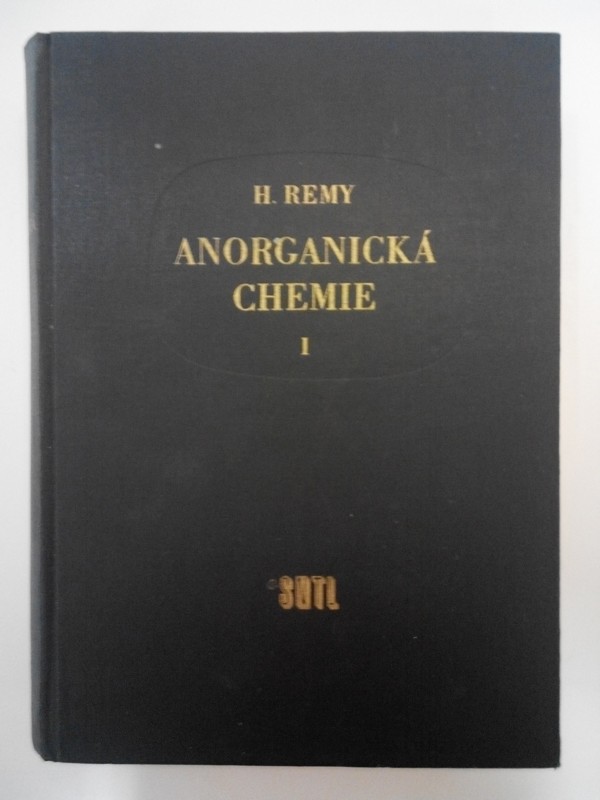 H. REMY
ANORGANICKÁ
CHEMIE
I
SNTL